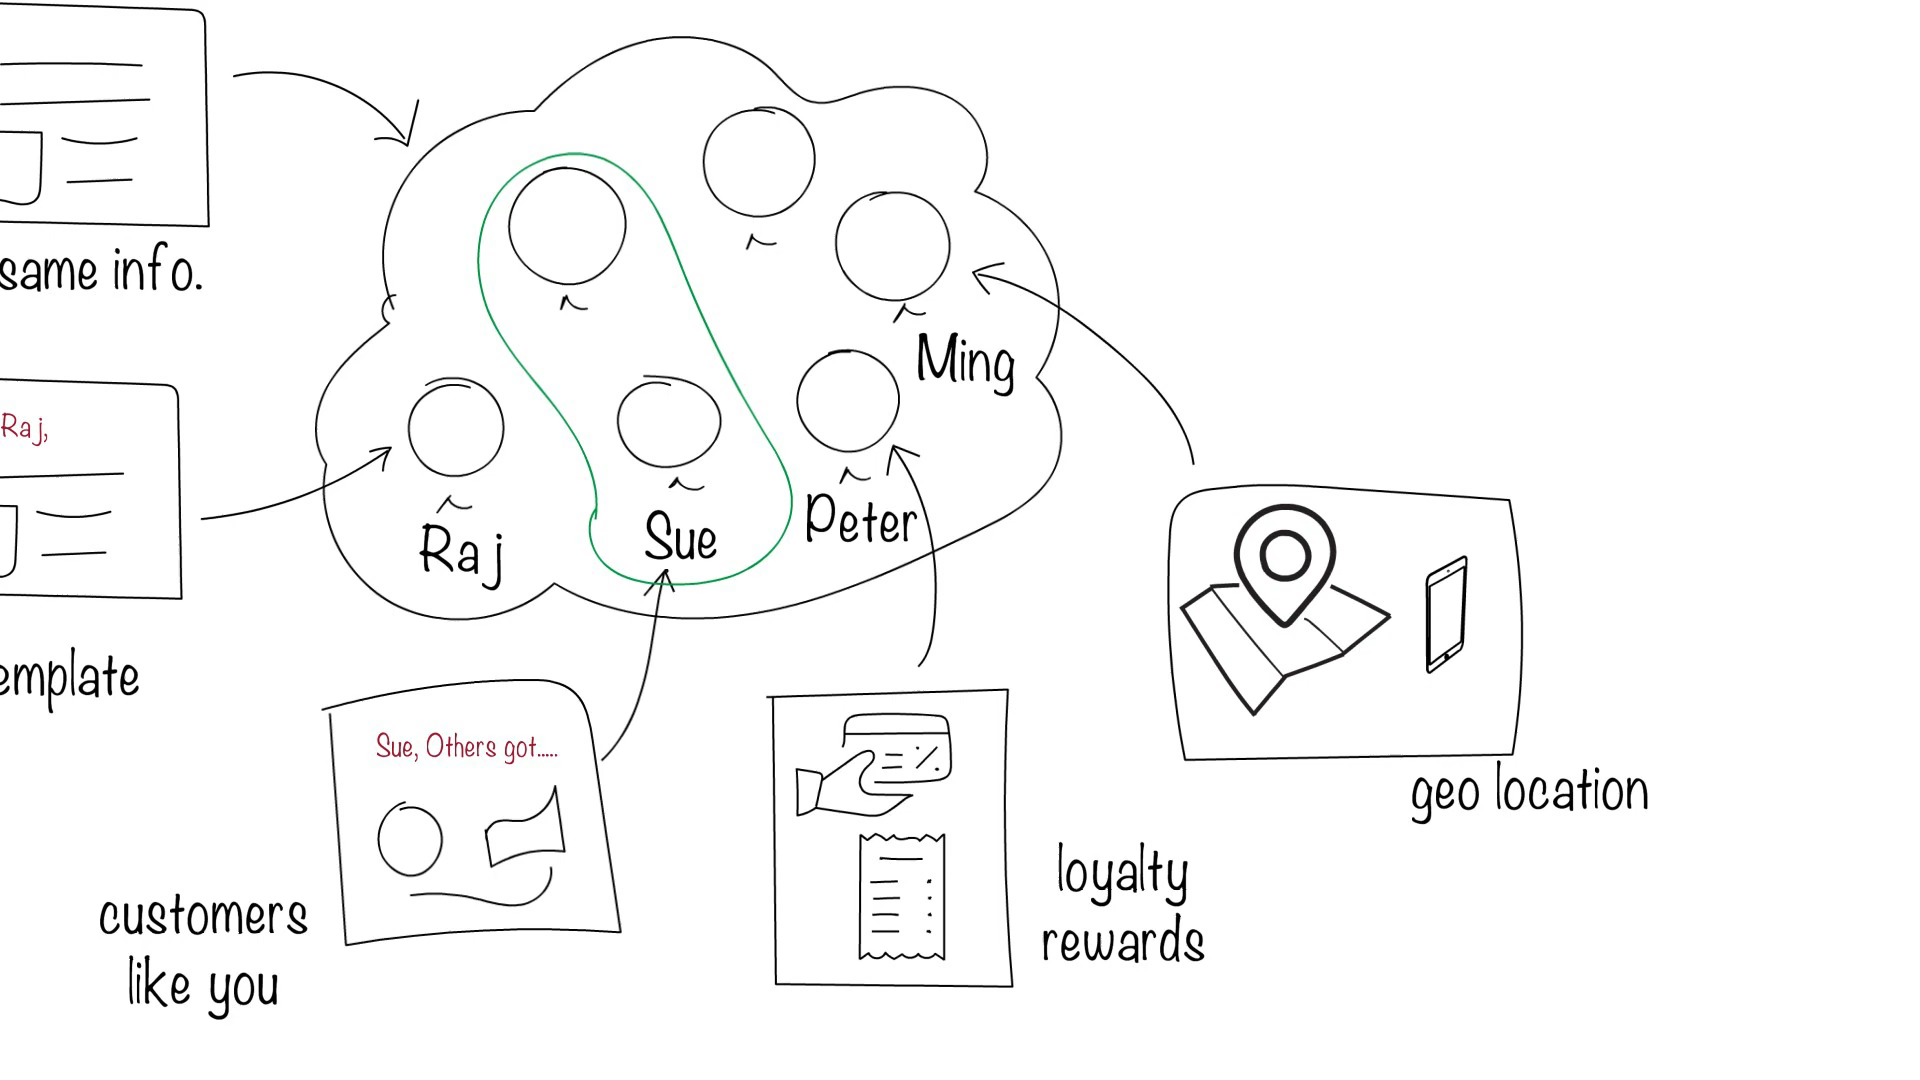 same info.
Raj,
Ming
Peter
Sue
Raj
emplate
Sue, Others got.....
geo location
customers
like you
loyalty
rewards